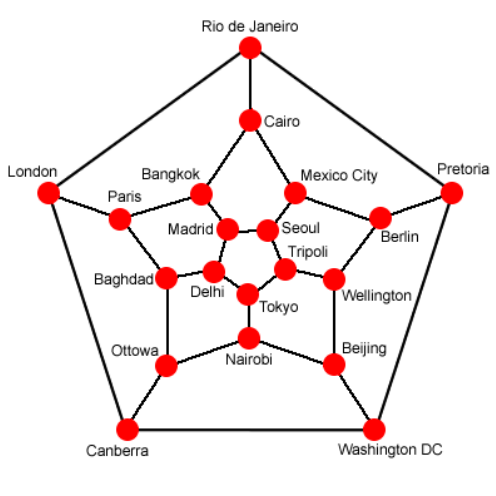 Rio de Janeiro
Cairo
London
Pretoria
Bangkok
Mexico City
Paris
Madrid
Seoul
Berlin
Tripoli
Baghdad
Delhi
Wellington
Tokyo
Ottowa
Nairobi
Beijing
Canberra
Washington DC